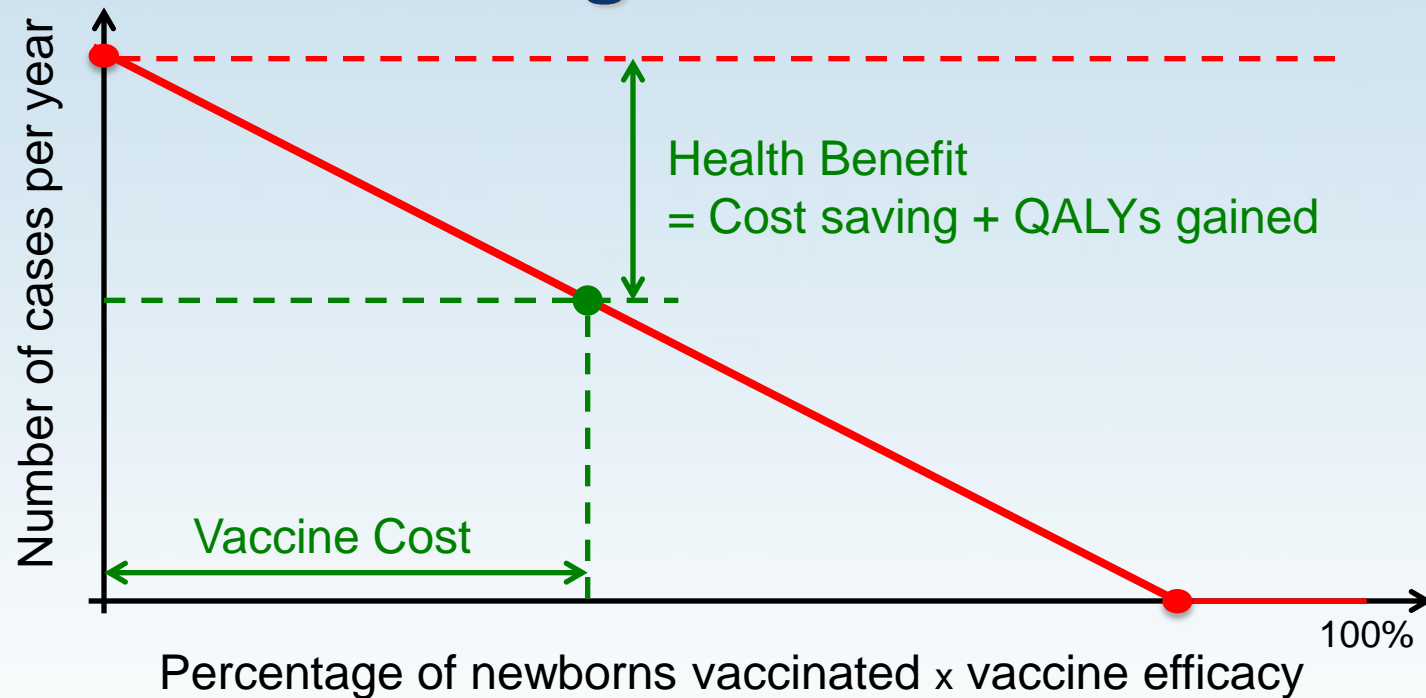 Number of cases per year
Health Benefit
= Cost saving + QALYs gained
Vaccine Cost
100%
Percentage of newborns vaccinated x vaccine efficacy